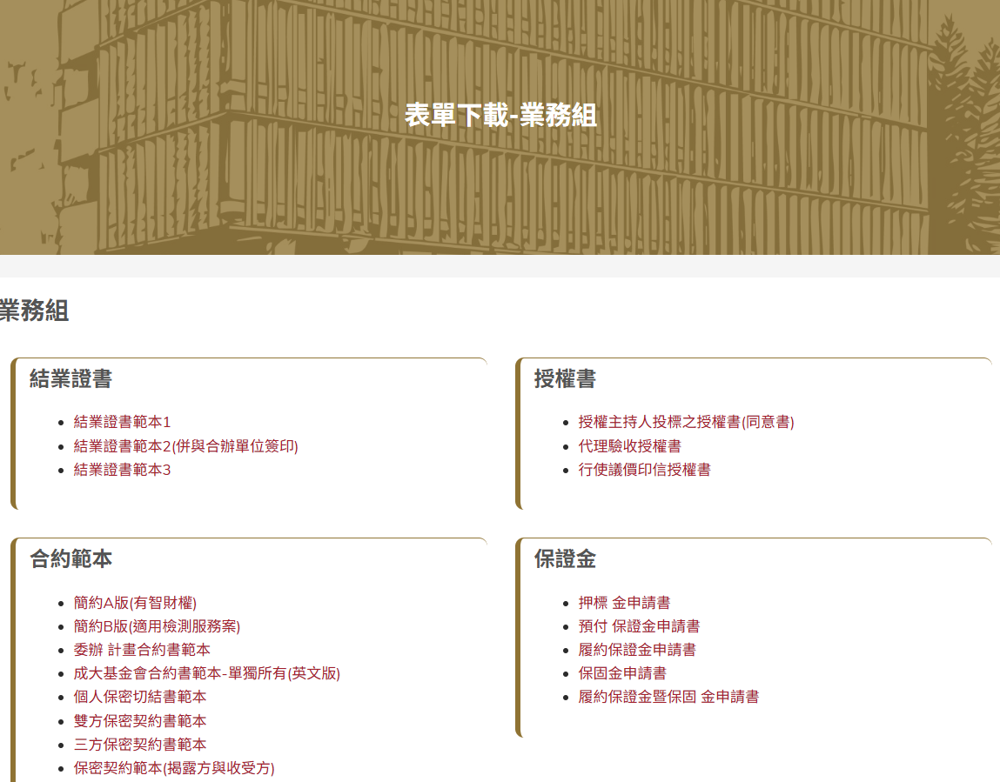 表單下載-業務組
業務組
結業證書
結業證書範本1
結業證書範本2(併與合辦單位簽印)
結業證書範本3
授權書
授權主持人投標之授權書(同意書)
代理驗收授權書
行使議價印信授權書
合約範本
簡約A版(有智財權)
簡約B版(適用檢測服務案)
委辦 計畫合約書範本
成大基金會合約書範本-單獨所有(英文版)
個人保密切結書範本
雙方保密契約書範本
三方保密契約書範本
保密契約範本(揭露方與收受方)
保證金
押標 金申請書
預付 保證金申請書
履約保證金申請書
保固金申請書
履約保證金暨保固 金申請書